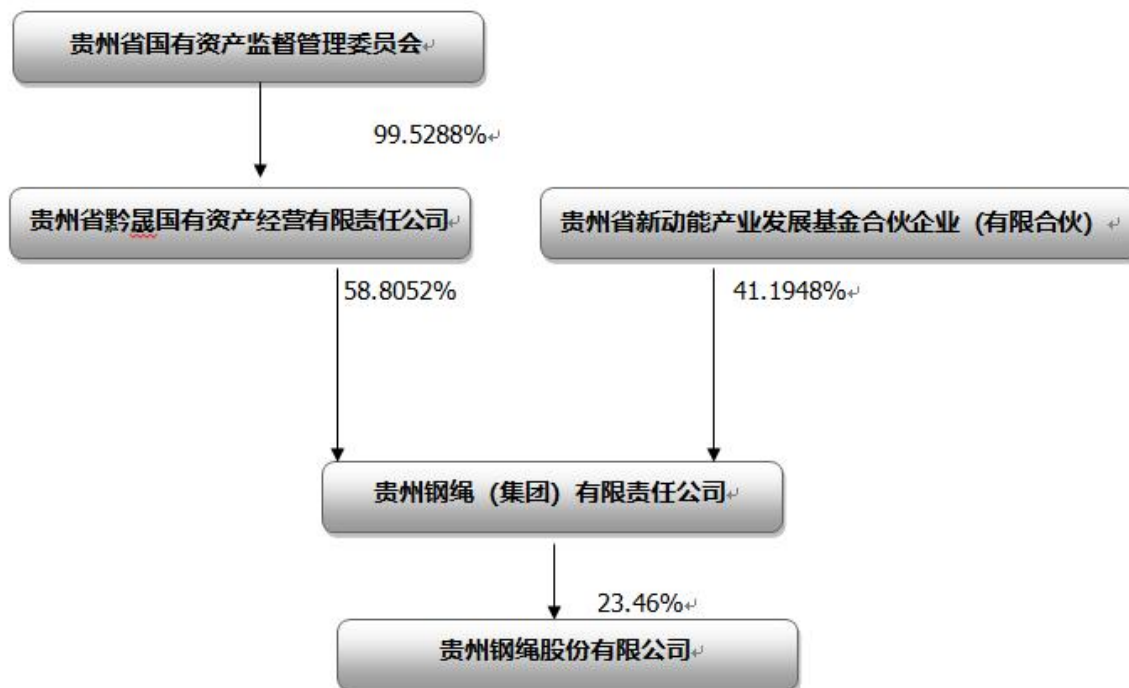 贵州省国有资产监督管理委员会
99.5288%
贵州省黔晟国有资产经营有限责任公司
贵州省新动能产业发展基金合伙企业（有限合伙）
58.8052%
41.1948%
贵州钢绳（集团）有限责任公司
23.46%
贵州钢绳股份有限公司